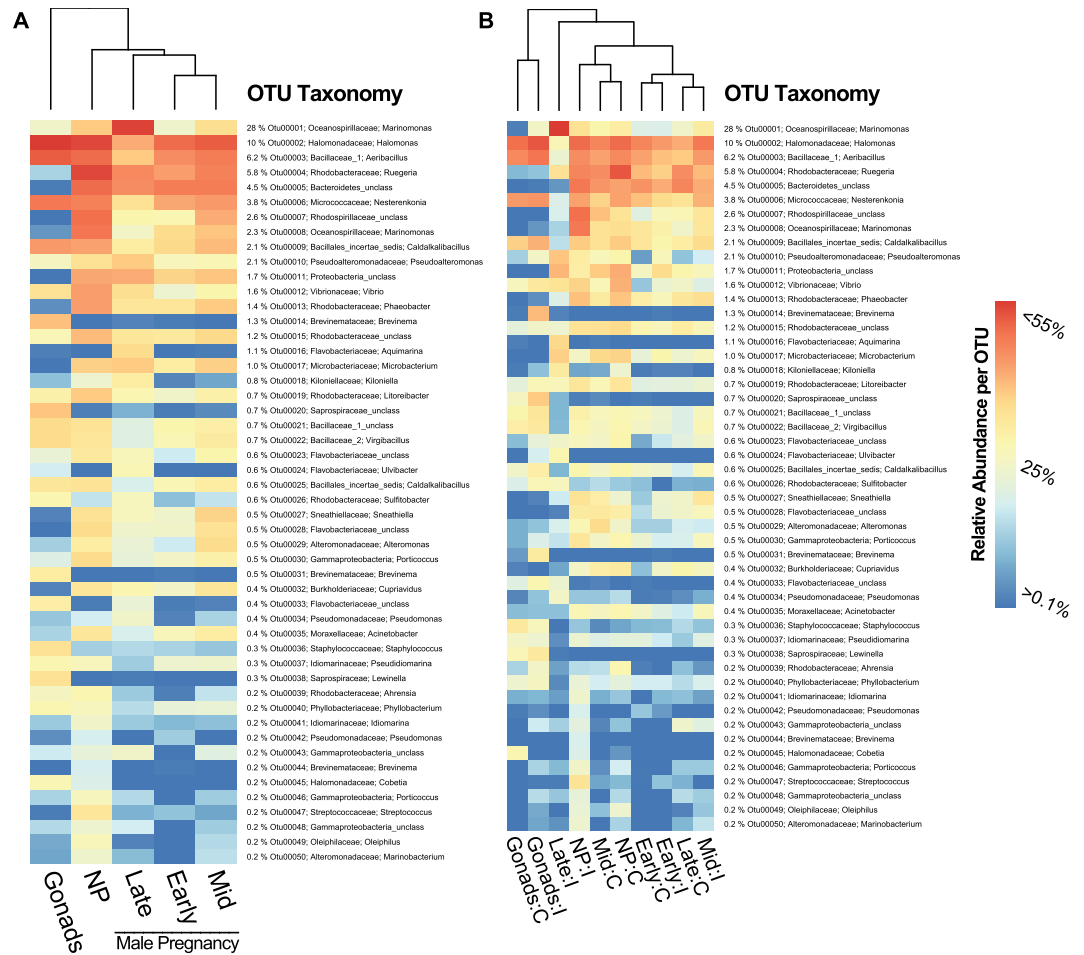 A
OTU Taxonomy
28 % Otu00001; Oceanospirillaceae; Marinomonas
10 % Otu00002; Halomonadaceae; Halomonas
6.2 % Otu00003; Bacillaceae_1; Aeribacillus
5.8 % Otu00004; Rhodobacteraceae; Ruegeria
4.5 % Otu00005; Bacteroidetes_unclass
3.8 % Otu00006; Micrococcaceae; Nesterenkonia
2.6 % Otu00007; Rhodospirillaceae_unclass
2.3 % Otu00008; Oceanospirillaceae; Marinomonas
2.1 % Otu00009; Bacillales_incertae_sedis; Caldalkalibacillus
2.1 % Otu00010; Pseudoalteromonadaceae; Pseudoalteromonas
1.7 % Otu00011; Proteobacteria_unclass
1.6 % Otu00012; Vibrionaceae; Vibrio
1.4 % Otu00013; Rhodobacteraceae; Phaeobacter
1.3 % Otu00014; Brevinemataceae; Brevinema
1.2 % Otu00015; Rhodobacteraceae_unclass
1.1 % Otu00016; Flavobacteriaceae; Aquimarina
1.0 % Otu00017; Microbacteriaceae; Microbacterium
0.8 % Otu00018; Kiloniellaceae; Kiloniella
0.7 % Otu00019; Rhodobacteraceae; Litoreibacter
0.7 % Otu00020; Saprospiraceae_unclass
0.7 % Otu00021; Bacillaceae_1_unclass
0.7 % Otu00022; Bacillaceae_2; Virgibacillus
0.6 % Otu00023; Flavobacteriaceae_unclass
0.6 % Otu00024; Flavobacteriaceae; Ulvibacter
0.6 % Otu00025; Bacillales_incertae_sedis; Caldalkalibacillus
0.6 % Otu00026; Rhodobacteraceae; Sulfitobacter
0.5 % Otu00027; Sneathiellaceae; Sneathiella
0.5 % Otu00028; Flavobacteriaceae_unclass
0.5 % Otu00029; Alteromonadaceae; Alteromonas
0.5 % Otu00030; Gammaproteobacteria; Porticoccus
0.5 % Otu00031; Brevinemataceae; Brevinema
0.4 % Otu00032; Burkholderiaceae; Cupriavidus
0.4 % Otu00033; Flavobacteriaceae_unclass
0.4 % Otu00034; Pseudomonadaceae; Pseudomonas
0.4 % Otu00035; Moraxellaceae; Acinetobacter
0.3 % Otu00036; Staphylococcaceae; Staphylococcus
0.3 % Otu00037; Idiomarinaceae; Pseudidiomarina
0.3 % Otu00038; Saprospiraceae; Lewinella
0.2 % Otu00039; Rhodobacteraceae; Ahrensia
0.2 % Otu00040; Phyllobacteriaceae; Phyllobacterium
0.2 % Otu00041; Idiomarinaceae; Idiomarina
0.2 % Otu00042; Pseudomonadaceae; Pseudomonas
0.2 % Otu00043; Gammaproteobacteria_unclass
0.2 % Otu00044; Brevinemataceae; Brevinema
0.2 % Otu00045; Halomonadaceae; Cobetia
0.2 % Otu00046; Gammaproteobacteria; Porticoccus
0.2 % Otu00047; Streptococcaceae; Streptococcus
0.2 % Otu00048; Gammaproteobacteria_unclass
0.2 % Otu00049; Oleiphilaceae; Oleiphilus
0.2 % Otu00050; Alteromonadaceae; Marinobacterium
Gonads
NP
Late
Early
Mid
Male Pregnancy
B
OTU Taxonomy
28 % Otu00001; Oceanospirillaceae; Marinomonas
10 % Otu00002; Halomonadaceae; Halomonas
6.2 % Otu00003; Bacillaceae_1; Aeribacillus
5.8 % Otu00004; Rhodobacteraceae; Ruegeria
4.5 % Otu00005; Bacteroidetes_unclass
3.8 % Otu00006; Micrococcaceae; Nesterenkonia
2.6 % Otu00007; Rhodospirillaceae_unclass
2.3 % Otu00008; Oceanospirillaceae; Marinomonas
2.1 % Otu00009; Bacillales_incertae_sedis; Caldalkalibacillus
2.1 % Otu00010; Pseudoalteromonadaceae; Pseudoalteromonas
1.7 % Otu00011; Proteobacteria_unclass
1.6 % Otu00012; Vibrionaceae; Vibrio
1.4 % Otu00013; Rhodobacteraceae; Phaeobacter
1.3 % Otu00014; Brevinemataceae; Brevinema
1.2 % Otu00015; Rhodobacteraceae_unclass
1.1 % Otu00016; Flavobacteriaceae; Aquimarina
1.0 % Otu00017; Microbacteriaceae; Microbacterium
0.8 % Otu00018; Kiloniellaceae; Kiloniella
0.7 % Otu00019; Rhodobacteraceae; Litoreibacter
0.7 % Otu00020; Saprospiraceae_unclass
0.7 % Otu00021; Bacillaceae_1_unclass
0.7 % Otu00022; Bacillaceae_2; Virgibacillus
0.6 % Otu00023; Flavobacteriaceae_unclass
0.6 % Otu00024; Flavobacteriaceae; Ulvibacter
0.6 % Otu00025; Bacillales_incertae_sedis; Caldalkalibacillus
0.6 % Otu00026; Rhodobacteraceae; Sulfitobacter
0.5 % Otu00027; Sneathiellaceae; Sneathiella
0.5 % Otu00028; Flavobacteriaceae_unclass
0.5 % Otu00029; Alteromonadaceae; Alteromonas
0.5 % Otu00030; Gammaproteobacteria; Porticoccus
0.5 % Otu00031; Brevinemataceae; Brevinema
0.4 % Otu00032; Burkholderiaceae; Cupriavidus
0.4 % Otu00033; Flavobacteriaceae_unclass
0.4 % Otu00034; Pseudomonadaceae; Pseudomonas
0.4 % Otu00035; Moraxellaceae; Acinetobacter
0.3 % Otu00036; Staphylococcaceae; Staphylococcus
0.3 % Otu00037; Idiomarinaceae; Pseudidiomarina
0.3 % Otu00038; Saprospiraceae; Lewinella
0.2 % Otu00039; Rhodobacteraceae; Ahrensia
0.2 % Otu00040; Phyllobacteriaceae; Phyllobacterium
0.2 % Otu00041; Idiomarinaceae; Idiomarina
0.2 % Otu00042; Pseudomonadaceae; Pseudomonas
0.2 % Otu00043; Gammaproteobacteria_unclass
0.2 % Otu00044; Brevinemataceae; Brevinema
0.2 % Otu00045; Halomonadaceae; Cobetia
0.2 % Otu00046; Gammaproteobacteria; Porticoccus
0.2 % Otu00047; Streptococcaceae; Streptococcus
0.2 % Otu00048; Gammaproteobacteria_unclass
0.2 % Otu00049; Oleiphilaceae; Oleiphilus
0.2 % Otu00050; Alteromonadaceae; Marinobacterium
Gonads:C
Gonads:I
Late:I
NP:I
Mid:C
NP:C
Early:C
Early:I
Late:C
Mid:I
Relative Abundance per OTU
<55%
25%
>0.1%